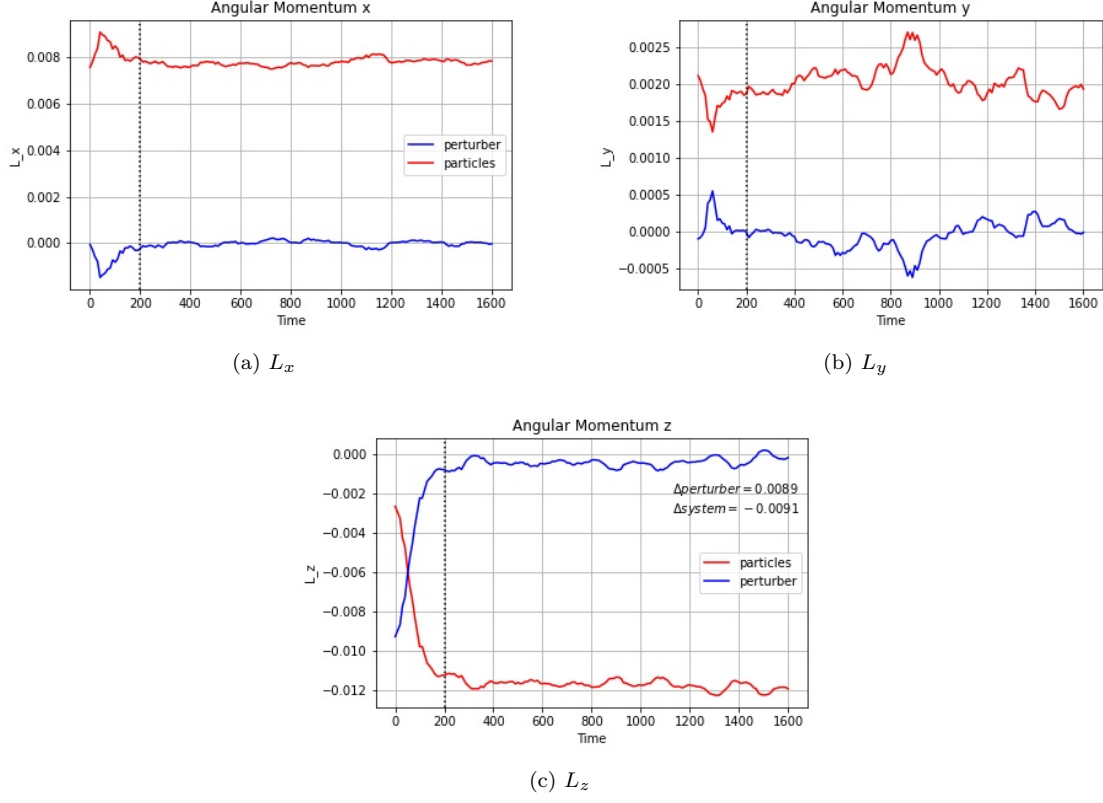 Angular Momentum x
L_x
0.008
0.006
0.004
0.002
0.000
perturber
particles
0 200 400 600 800 1000 1200 1400 1600
Time
(a) L_x
Angular Momentum y
L_y
0.0025
0.0020
0.0015
0.0010
0.0005
0.0000
−0.0005
0 200 400 600 800 1000 1200 1400 1600
Time
(b) L_y
Angular Momentum z
L_z
0.000
−0.002
−0.004
−0.006
−0.008
−0.010
−0.012
Δperturber = 0.0089
Δsystem = −0.0091
particles
perturber
0 200 400 600 800 1000 1200 1400 1600
Time
(c) L_z